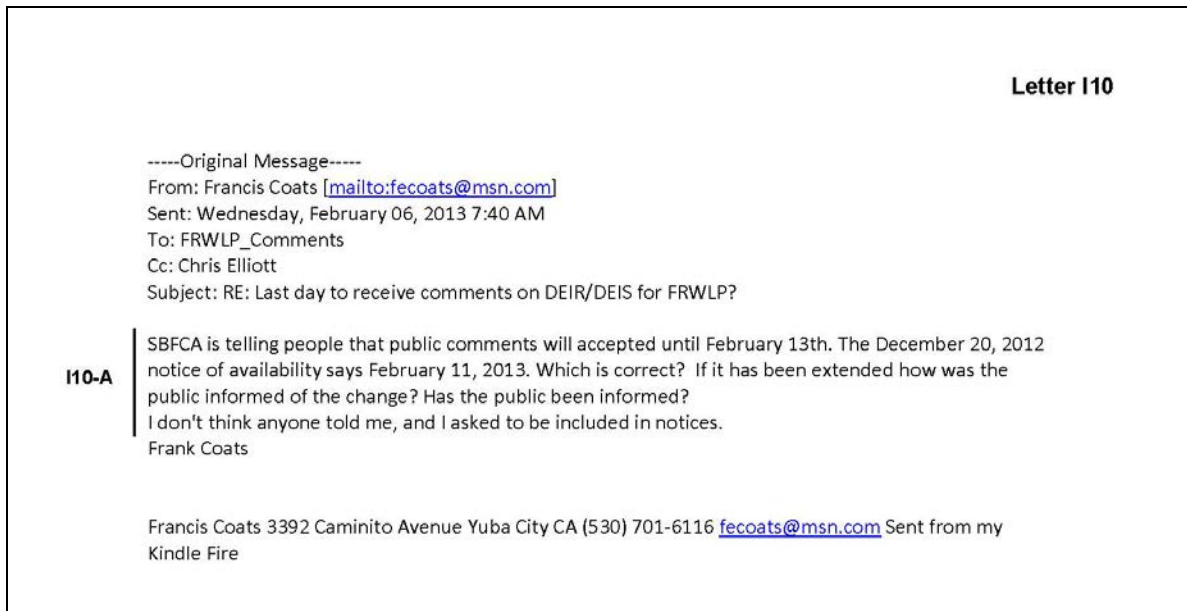 Letter I10
-----Original Message-----
From: Francis Coats [mailto:fecoats@msn.com]
Sent: Wednesday, February 06, 2013 7:40 AM
To: FRWLP_Comments
Cc: Chris Elliott
Subject: RE: Last day to receive comments on DEIR/DEIS for FRWLP?
SBFCA is telling people that public comments will accepted until February 13th. The December 20, 2012
I10-A
notice of availability says February 11, 2013. Which is correct?  If it has been extended how was the
public informed of the change? Has the public been informed?
I don't think anyone told me, and I asked to be included in notices.
Frank Coats
Francis Coats 3392 Caminito Avenue Yuba City CA (530) 701-6116 fecoats@msn.com Sent from my
Kindle Fire